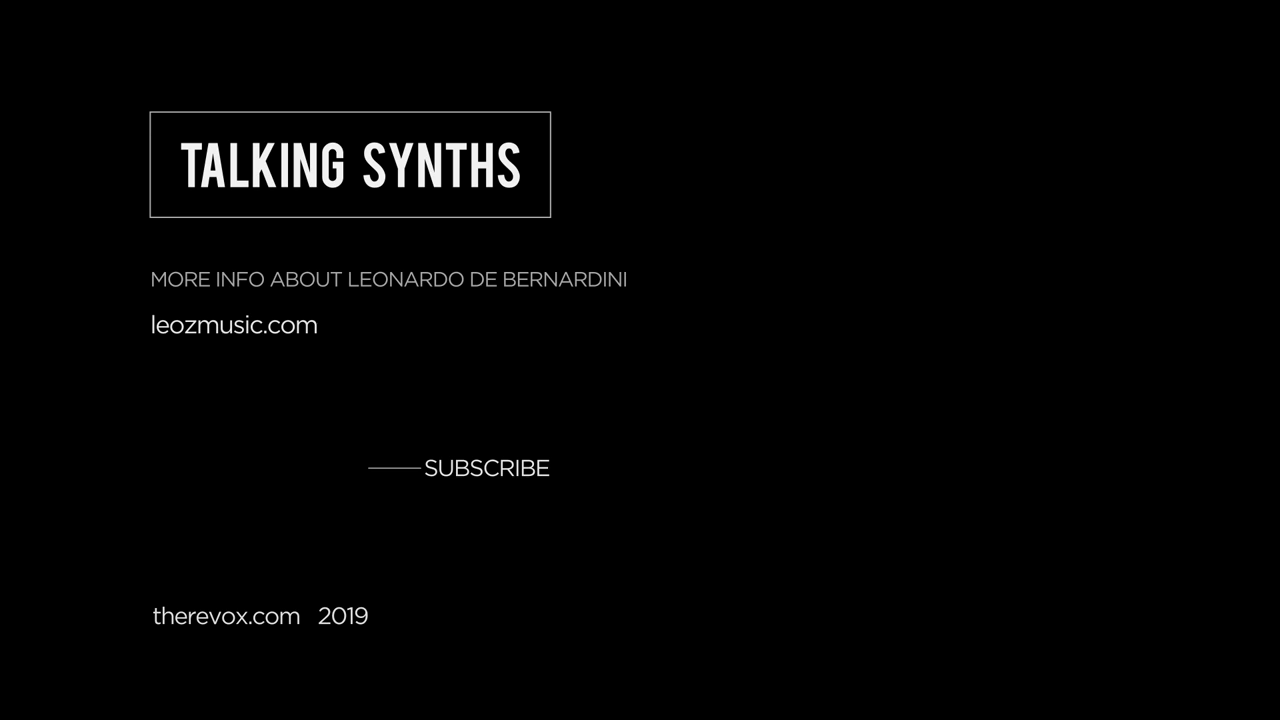 TALKING SYNTHS
MORE INFO ABOUT LEONARDO DE BERNARDINI
leozmusic.com
SUBSCRIBE
therevox.com 2019